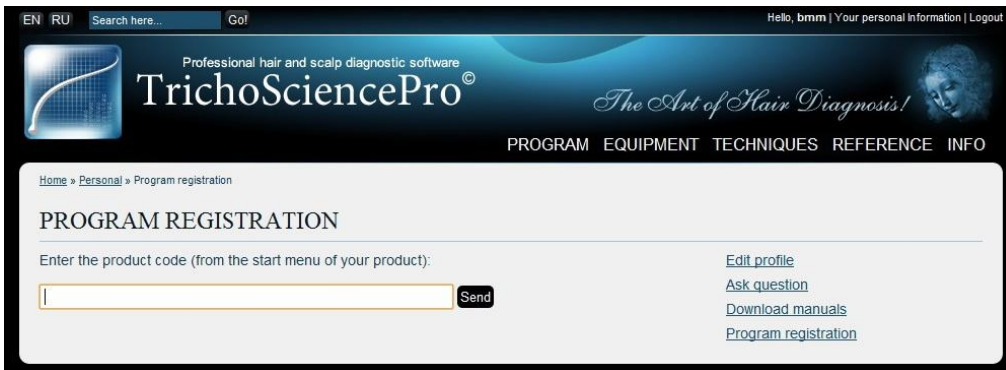 EN RU Search here... Go! Hello, bmm | Your personal Information | Logout
Professional hair and scalp diagnostic software
TrichoSciencePro©
The Art of Hair Diagnosis!
PROGRAM EQUIPMENT TECHNIQUES REFERENCE INFO
Home » Personal » Program registration
PROGRAM REGISTRATION
Enter the product code (from the start menu of your product):
Send
Edit profile
Ask question
Download manuals
Program registration